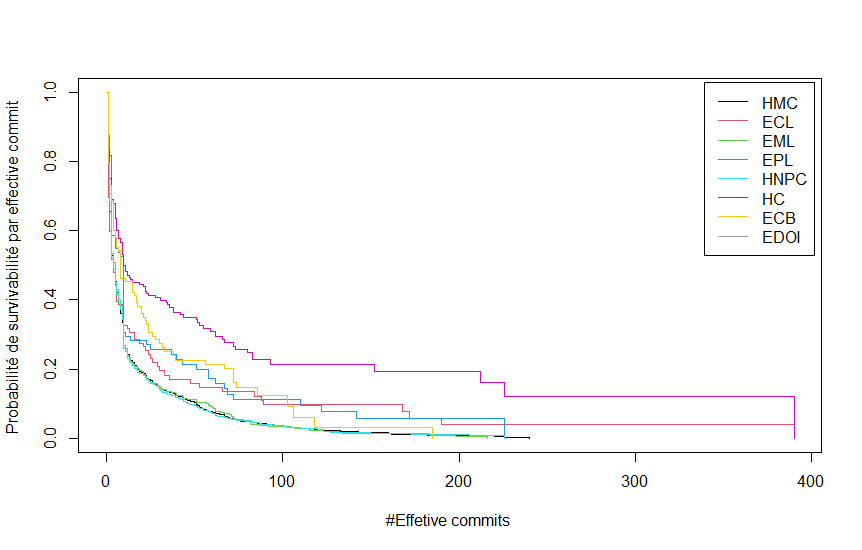 Probabilité de survivabilité par effective commit
1.0
0.8
0.6
0.4
0.2
0.0
HMC
ECL
EML
EPL
HNPC
HC
ECB
EDOI
0 100 200 300 400
#Effetive commits